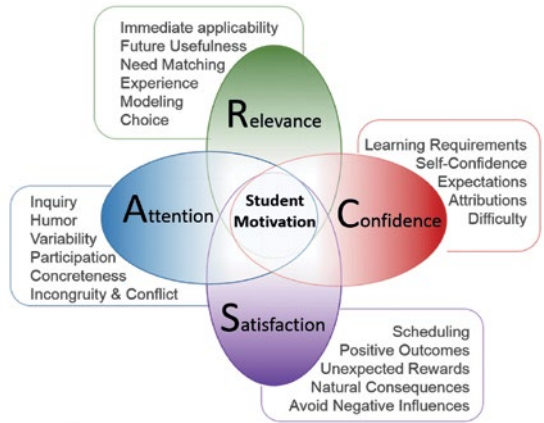 Immediate applicability
Future Usefulness
Need Matching
Experience
Modeling
Choice
Relevance
Learning Requirements
Self-Confidence
Expectations
Attributions
Difficulty
Inquiry
Humor
Variability
Participation
Concreteness
Incongruity & Conflict
Attention
Student
Motivation
Confidence
Satisfaction
Scheduling
Positive Outcomes
Unexpected Rewards
Natural Consequences
Avoid Negative Influences